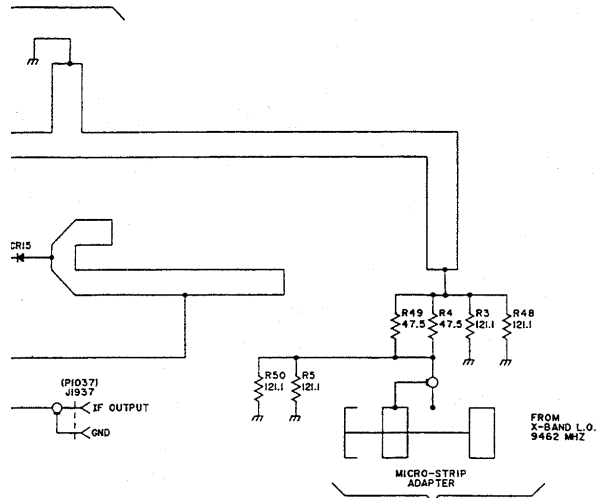 CR15
R49
47.5
R4
47.5
R3
121.1
R48
121.1
R50
121.1
R5
121.1
(P1037)
J1937
IF OUTPUT
GND
FROM
X-BAND L.O.
9462 MHZ
MICRO-STRIP
ADAPTER